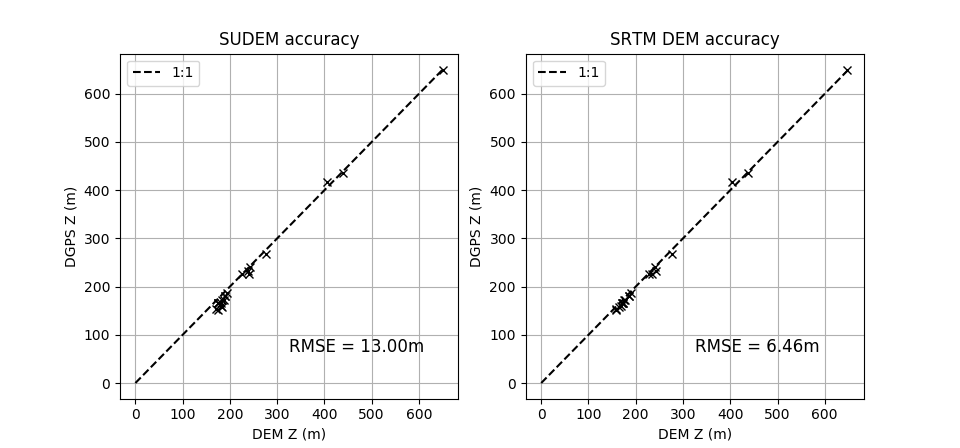 SUDEM accuracy
1:1
600
500
400
300
200
100
0
DGPS Z (m)
RMSE = 13.00m
0 100 200 300 400 500 600
DEM Z (m)
SRTM DEM accuracy
1:1
600
500
400
300
200
100
0
DGPS Z (m)
RMSE = 6.46m
0 100 200 300 400 500 600
DEM Z (m)